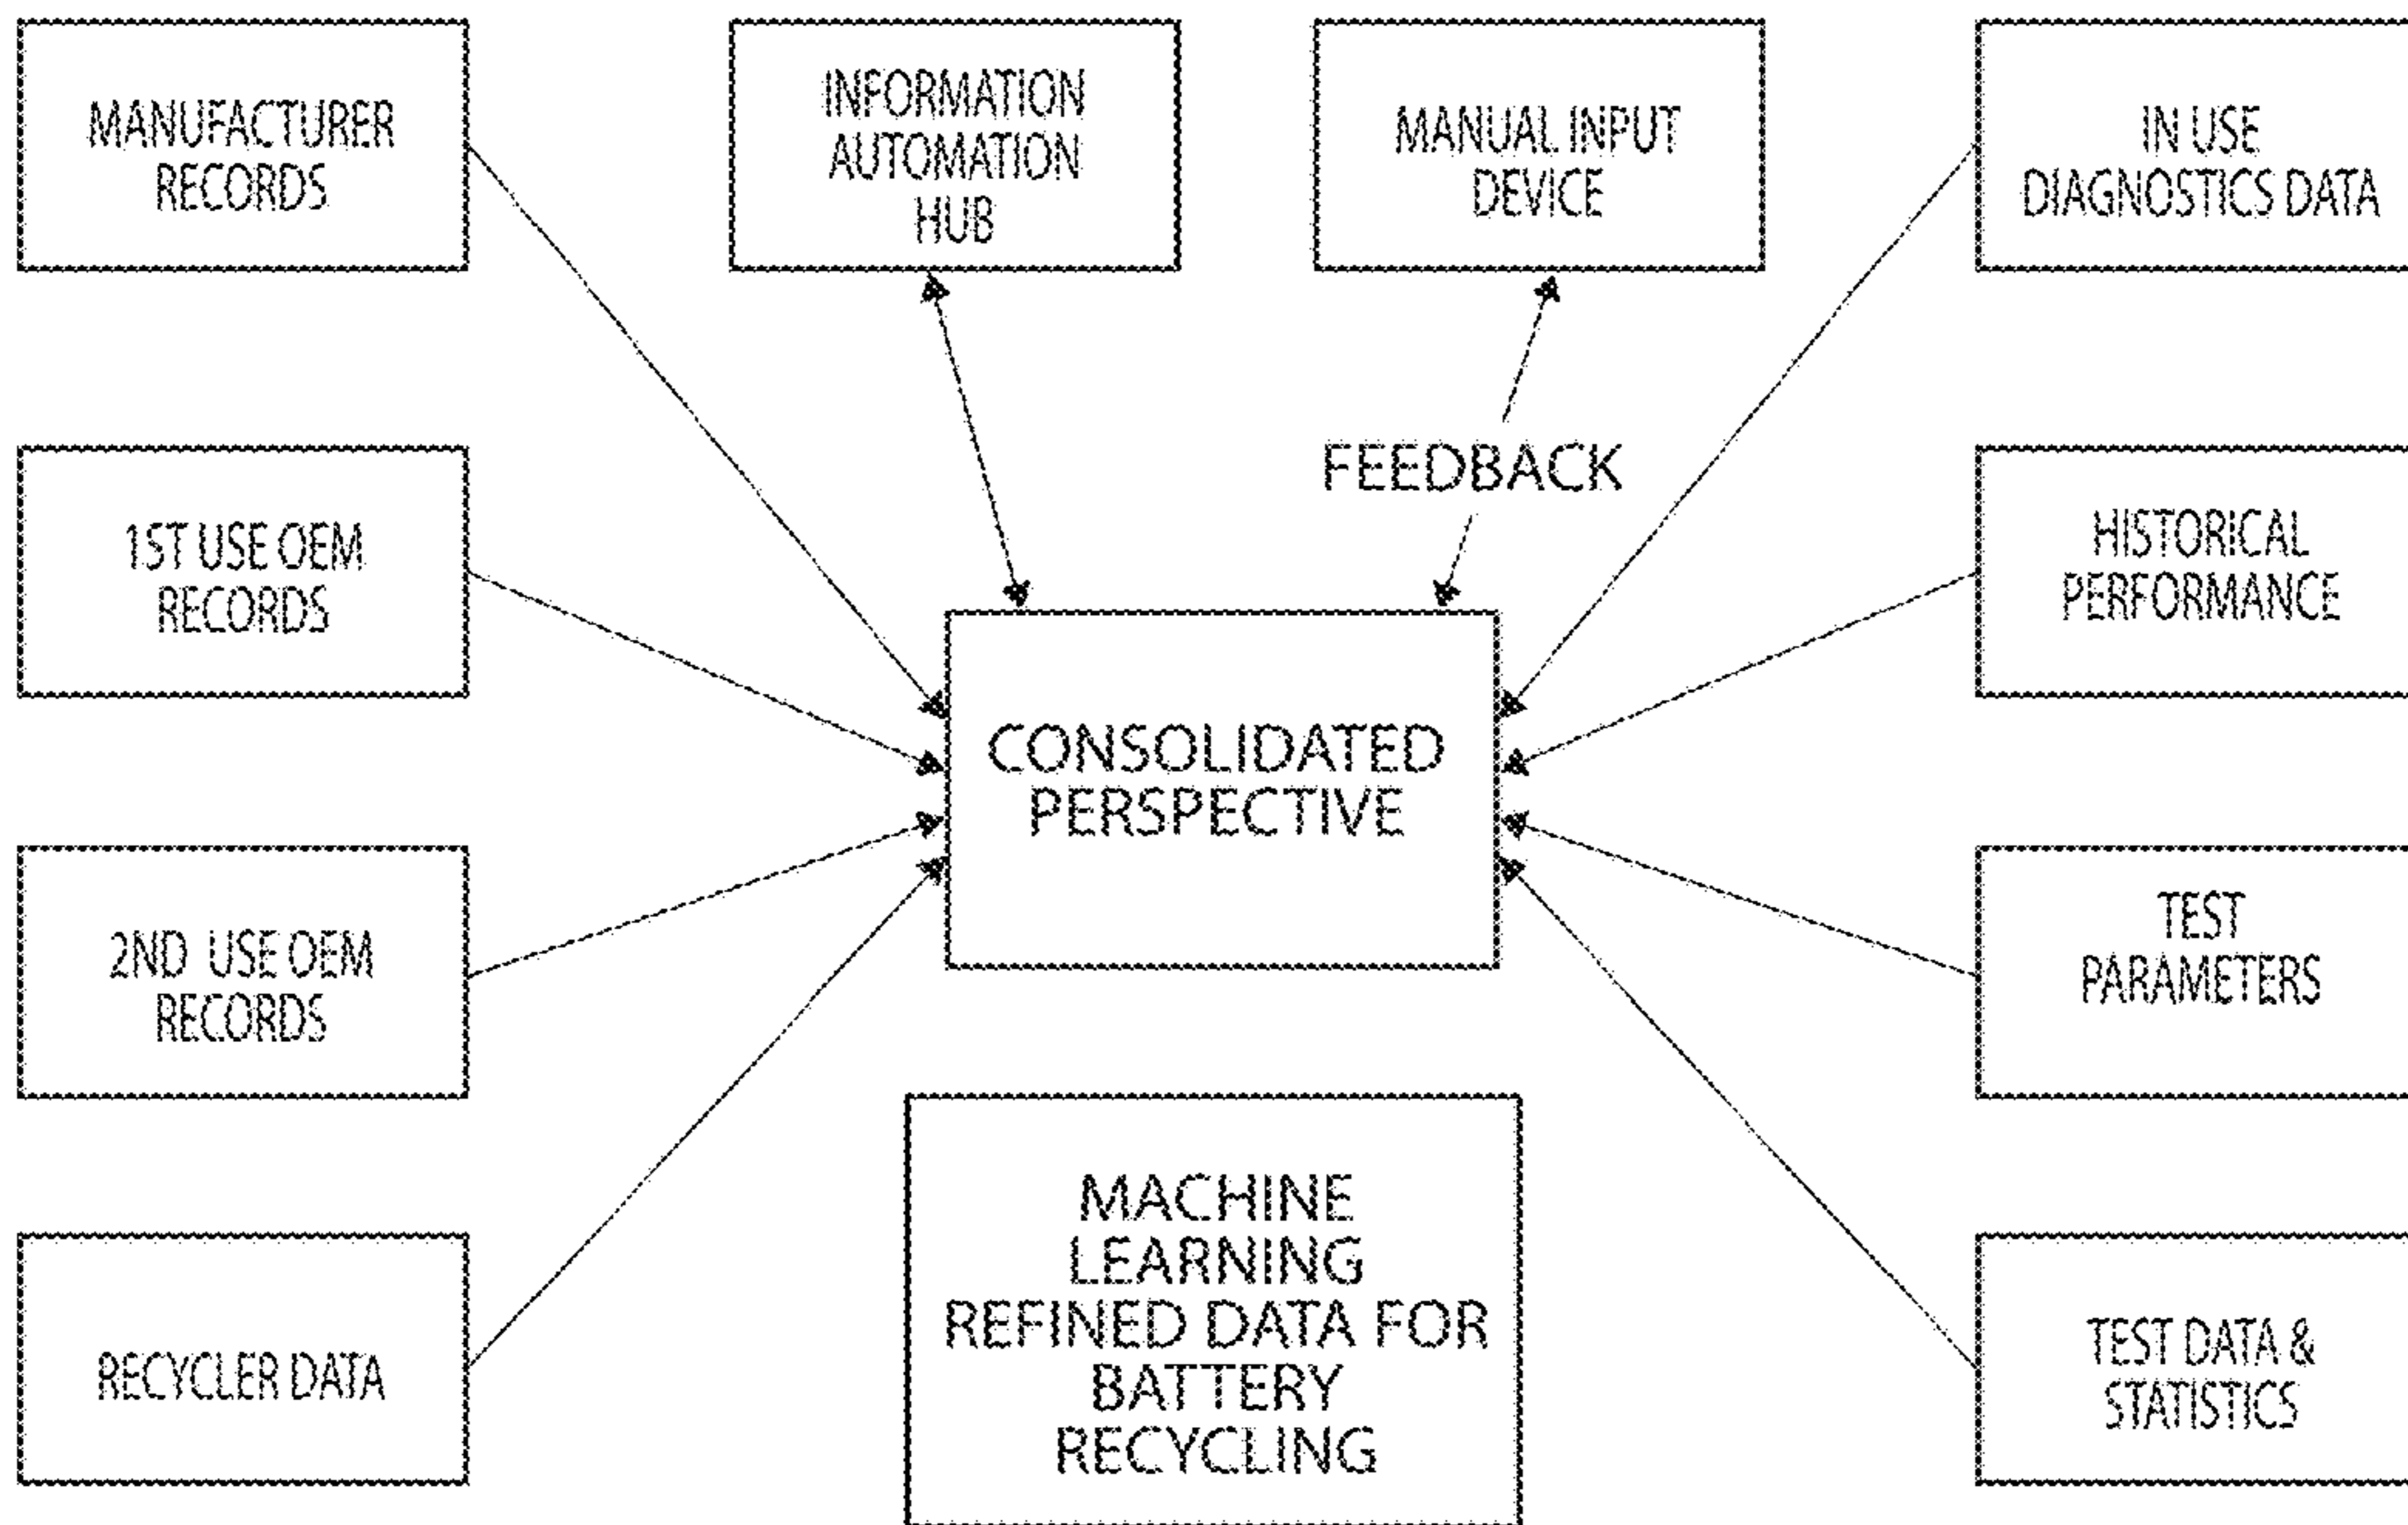 MANUFACTURER
RECORDS
INFORMATION
AUTOMATION
HUB
MANUAL INPUT
DEVICE
IN USE
DIAGNOSTICS DATA
FEEDBACK
1ST USE OEM
RECORDS
HISTORICAL
PERFORMANCE
CONSOLIDATED
PERSPECTIVE
2ND USE OEM
RECORDS
TEST
PARAMETERS
RECYCLER DATA
MACHINE
LEARNING
REFINED DATA FOR
BATTERY
RECYCLING
TEST DATA &
STATISTICS